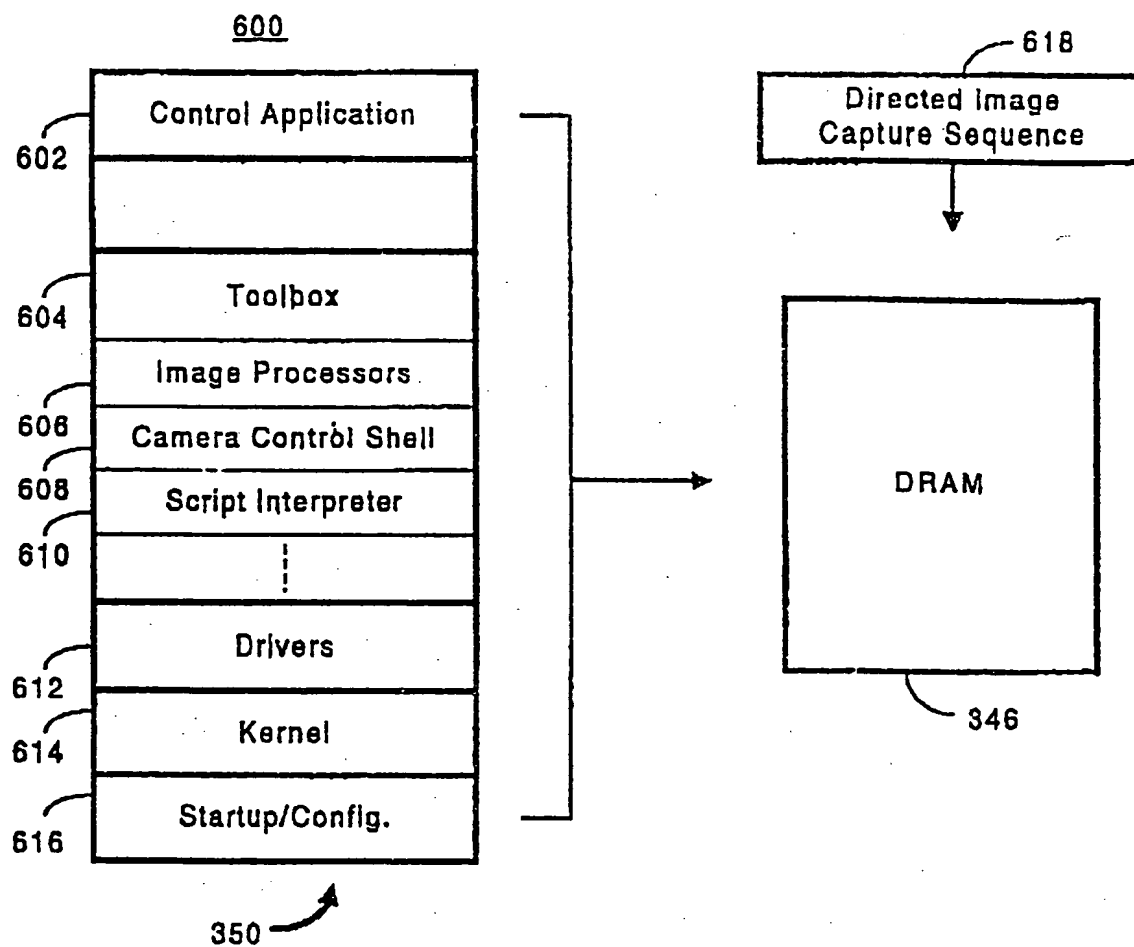 600
Control Application
602
Toolbox
604
Image Processors
606
Camera Control Shell
608
Script Interpreter
610
Drivers
612
Kernel
614
Startup/Config.
616
350
618
Directed Image
Capture Sequence
DRAM
346